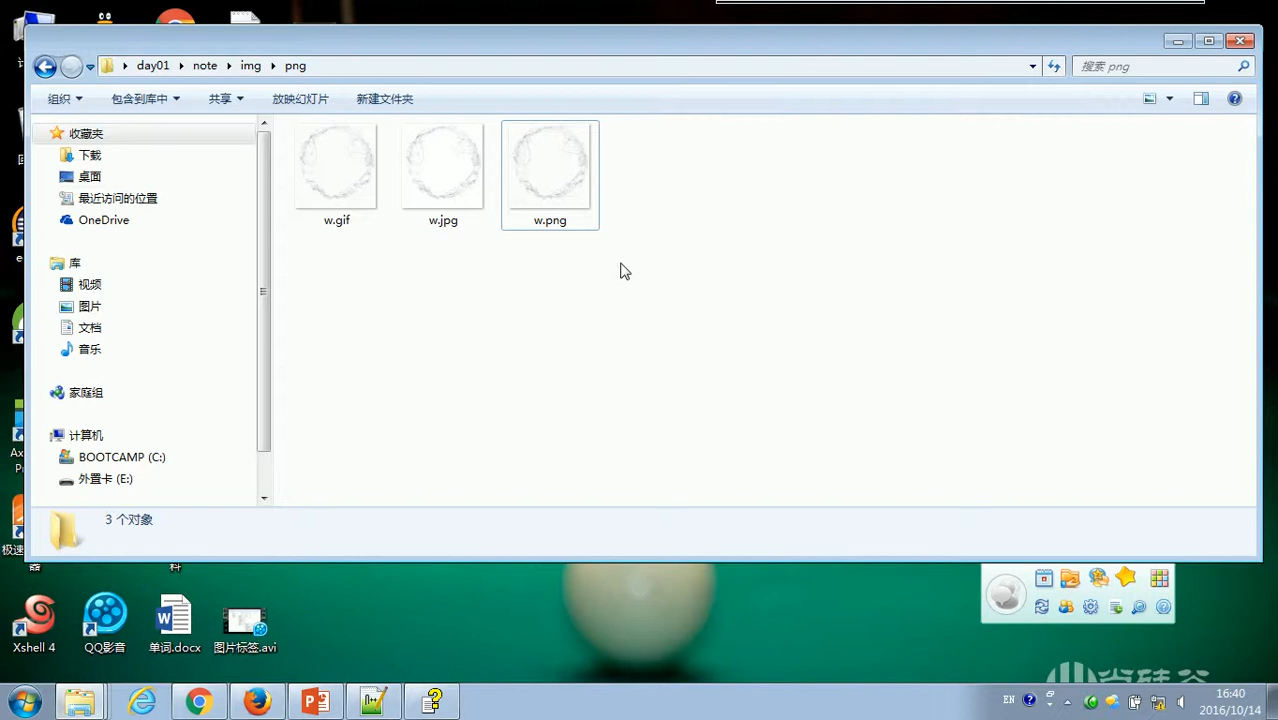 day01 note img png
搜索 png
组织 包含到库中 共享 放映幻灯片 新建文件夹
收藏夹
下载
桌面
最近访问的位置
OneDrive
库
视频
图片
文档
音乐
家庭组
计算机
BOOTCAMP (C:)
外置卡 (E:)
w.gif w.jpg w.png
3 个对象
Xshell 4 QQ影音 单词.docx 图片标签.avi
尚硅谷
EN 16:40
2016/10/14